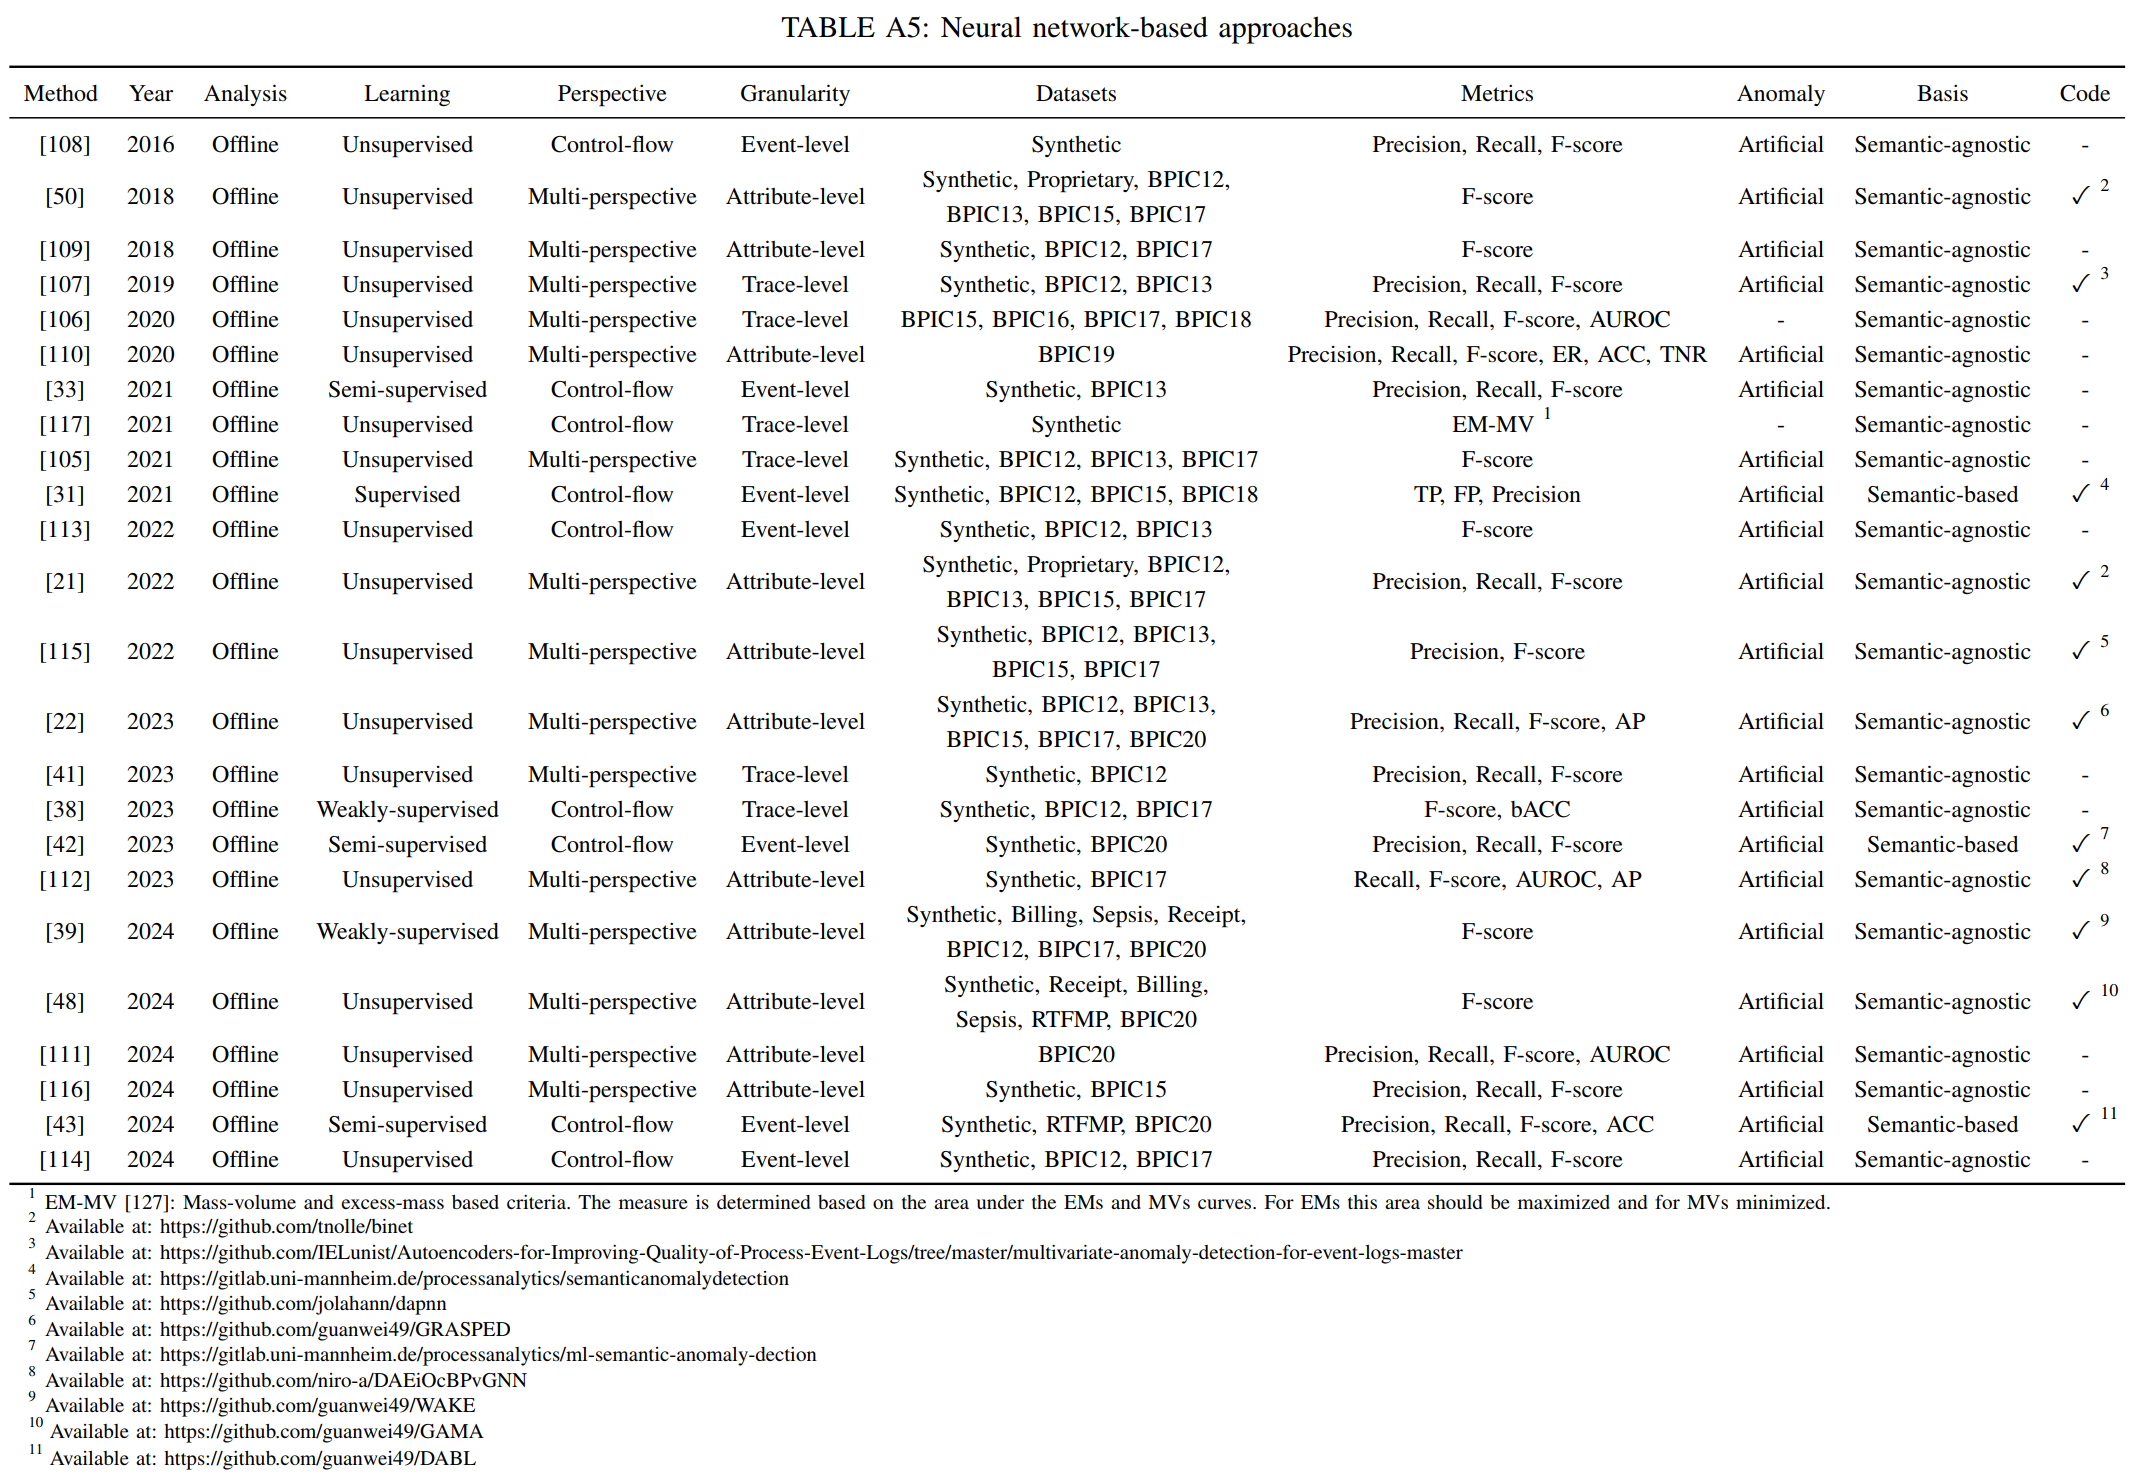 TABLE A5: Neural network-based approaches
Method Year Analysis Learning Perspective Granularity Datasets Metrics Anomaly Basis Code
[108] 2016 Offline Unsupervised Control-flow Event-level Synthetic Precision, Recall, F-score Artificial Semantic-agnostic -
[50] 2018 Offline Unsupervised Multi-perspective Attribute-level Synthetic, Proprietary, BPIC12, F-score Artificial Semantic-agnostic ✓ 2
BPIC13, BPIC15, BPIC17
[109] 2018 Offline Unsupervised Multi-perspective Attribute-level Synthetic, BPIC12, BPIC17 F-score Artificial Semantic-agnostic -
[107] 2019 Offline Unsupervised Multi-perspective Trace-level Synthetic, BPIC12, BPIC13 Precision, Recall, F-score Artificial Semantic-agnostic ✓ 3
[106] 2020 Offline Unsupervised Multi-perspective Trace-level BPIC15, BPIC16, BPIC17, BPIC18 Precision, Recall, F-score, AUROC - Semantic-agnostic -
[110] 2020 Offline Unsupervised Multi-perspective Attribute-level BPIC19 Precision, Recall, F-score, ER, ACC, TNR Artificial Semantic-agnostic -
[33] 2021 Offline Semi-supervised Control-flow Event-level Synthetic, BPIC13 Precision, Recall, F-score Artificial Semantic-agnostic -
[117] 2021 Offline Unsupervised Control-flow Trace-level Synthetic EM-MV 1 - Semantic-agnostic -
[105] 2021 Offline Unsupervised Multi-perspective Trace-level Synthetic, BPIC12, BPIC13, BPIC17 F-score Artificial Semantic-agnostic -
[31] 2021 Offline Supervised Control-flow Event-level Synthetic, BPIC12, BPIC15, BPIC18 TP, FP, Precision Artificial Semantic-based ✓ 4
[113] 2022 Offline Unsupervised Control-flow Event-level Synthetic, BPIC12, BPIC13 F-score Artificial Semantic-agnostic -
[21] 2022 Offline Unsupervised Multi-perspective Attribute-level Synthetic, Proprietary, BPIC12, Precision, Recall, F-score Artificial Semantic-agnostic ✓ 2
BPIC13, BPIC15, BPIC17
[115] 2022 Offline Unsupervised Multi-perspective Attribute-level Synthetic, BPIC12, BPIC13, Precision, F-score Artificial Semantic-agnostic ✓ 5
BPIC15, BPIC17
[22] 2023 Offline Unsupervised Multi-perspective Attribute-level Synthetic, BPIC12, BPIC13, Precision, Recall, F-score, AP Artificial Semantic-agnostic ✓ 6
BPIC15, BPIC17, BPIC20
[41] 2023 Offline Unsupervised Multi-perspective Trace-level Synthetic, BPIC12 Precision, Recall, F-score Artificial Semantic-agnostic -
[38] 2023 Offline Weakly-supervised Control-flow Trace-level Synthetic, BPIC12, BPIC17 F-score, bACC Artificial Semantic-agnostic -
[42] 2023 Offline Semi-supervised Control-flow Event-level Synthetic, BPIC20 Precision, Recall, F-score Artificial Semantic-based ✓ 7
[112] 2023 Offline Unsupervised Multi-perspective Attribute-level Synthetic, BPIC17 Recall, F-score, AUROC, AP Artificial Semantic-agnostic ✓ 8
[39] 2024 Offline Weakly-supervised Multi-perspective Attribute-level Synthetic, Billing, Sepsis, Receipt, F-score Artificial Semantic-agnostic ✓ 9
BPIC12, BIPC17, BPIC20
[48] 2024 Offline Unsupervised Multi-perspective Attribute-level Synthetic, Receipt, Billing, F-score Artificial Semantic-agnostic ✓ 10
Sepsis, RTFMP, BPIC20
[111] 2024 Offline Unsupervised Multi-perspective Attribute-level BPIC20 Precision, Recall, F-score, AUROC Artificial Semantic-agnostic -
[116] 2024 Offline Unsupervised Multi-perspective Attribute-level Synthetic, BPIC15 Precision, Recall, F-score Artificial Semantic-agnostic -
[43] 2024 Offline Semi-supervised Control-flow Event-level Synthetic, RTFMP, BPIC20 Precision, Recall, F-score, ACC Artificial Semantic-based ✓ 11
[114] 2024 Offline Unsupervised Control-flow Event-level Synthetic, BPIC12, BPIC17 Precision, Recall, F-score Artificial Semantic-agnostic -
1 EM-MV [127]: Mass-volume and excess-mass based criteria. The measure is determined based on the area under the EMs and MVs curves. For EMs this area should be maximized and for MVs minimized.
2 Available at: https://github.com/tnolle/binet
3 Available at: https://github.com/IELunist/Autoencoders-for-Improving-Quality-of-Process-Event-Logs/tree/master/multivariate-anomaly-detection-for-event-logs-master
4 Available at: https://gitlab.uni-mannheim.de/processanalytics/semanticanomalydetection
5 Available at: https://github.com/jolahann/dapnn
6 Available at: https://github.com/guanwei49/GRASPED
7 Available at: https://gitlab.uni-mannheim.de/processanalytics/ml-semantic-anomaly-dection
8 Available at: https://github.com/niro-a/DAEiOcBPvGNN
9 Available at: https://github.com/guanwei49/WAKE
10 Available at: https://github.com/guanwei49/GAMA
11 Available at: https://github.com/guanwei49/DABL